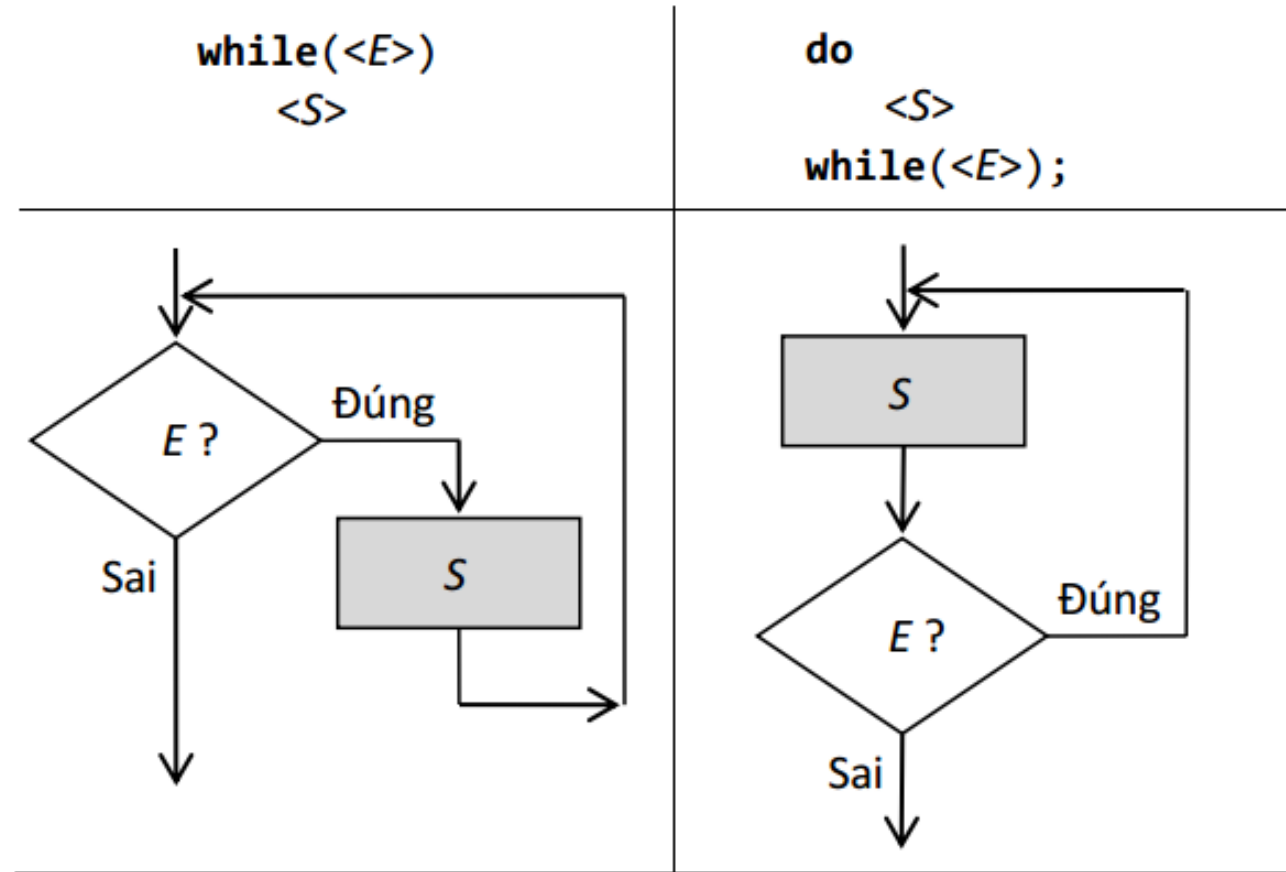 while(<E>)
<S>
do
<S>
while(<E>);
E ?
Đúng
S
Sai
S
E ?
Đúng
Sai